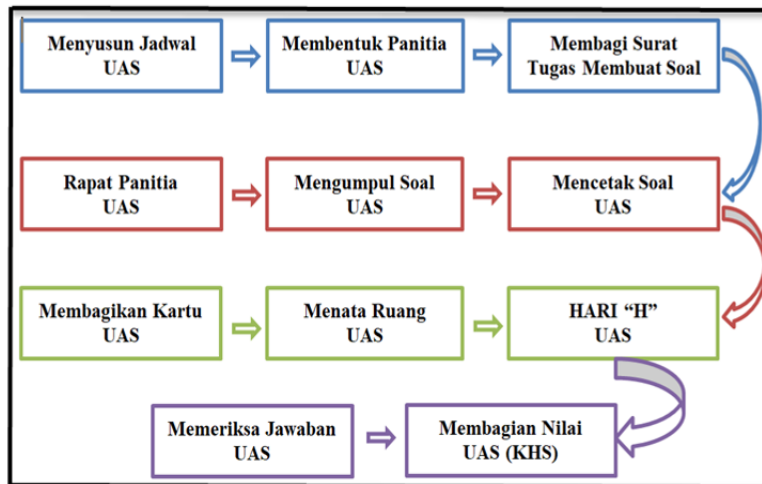 Menyusun Jadwal
UAS
Membentuk Panitia
UAS
Membagi Surat
Tugas Membuat Soal
Rapat Panitia
UAS
Mengumpul Soal
UAS
Mencetak Soal
UAS
Membagikan Kartu
UAS
Menata Ruang
UAS
HARI “H”
UAS
Memeriksa Jawaban
UAS
Membagian Nilai
UAS (KHS)